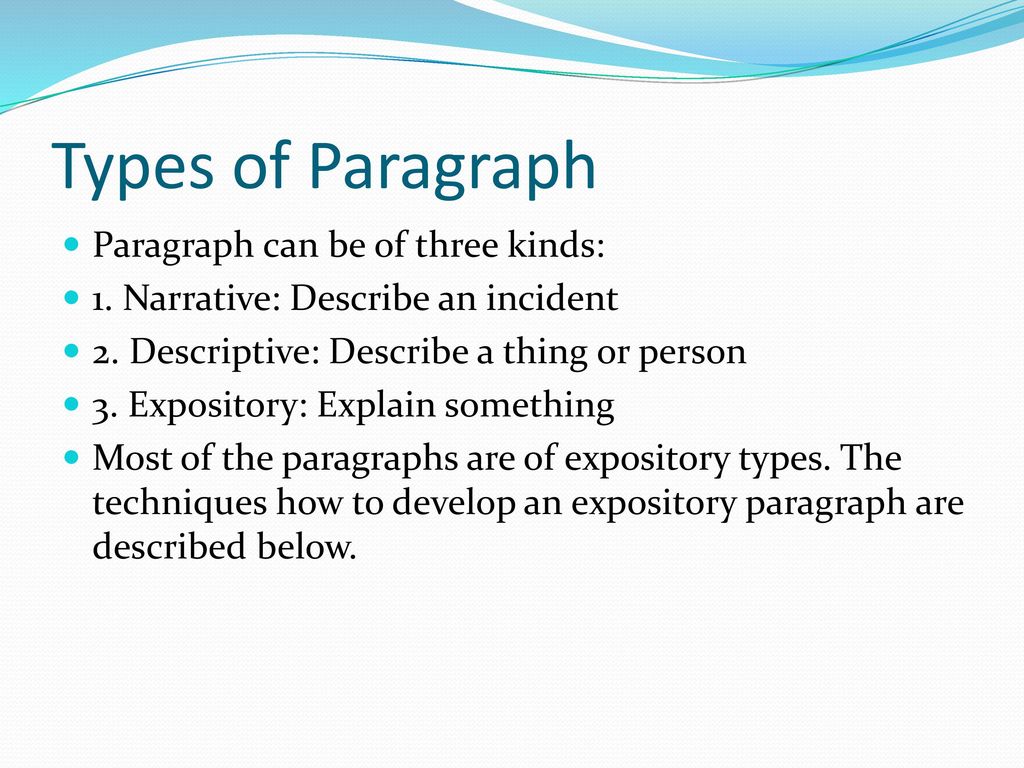 Types of Paragraph
Paragraph can be of three kinds:
1. Narrative: Describe an incident
2. Descriptive: Describe a thing or person
3. Expository: Explain something
Most of the paragraphs are of expository types. The
techniques how to develop an expository paragraph are
described below.